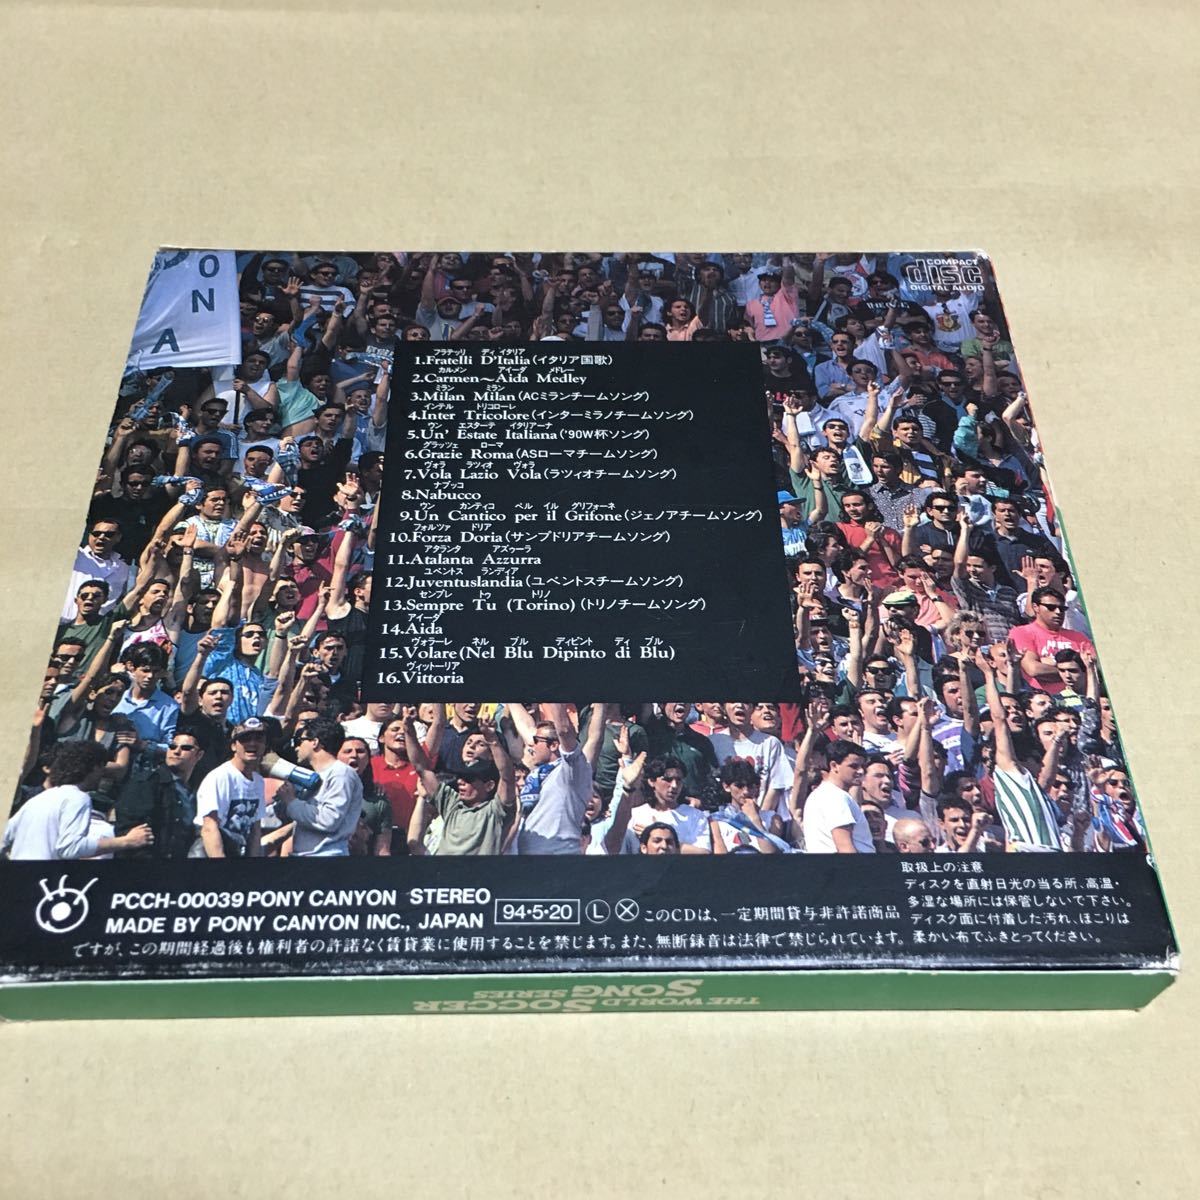 DON
A
COMPACT
disc
DIGITAL AUDIO
フラテッリ ディ イタリア
1.Fratelli D'Italia(イタリア国歌)
カルメン アイーダ メドレー
2.Carmen〜Aida Medley
ミラン ミラン
3.Milan Milan(ACミランチームソング)
インテル トリコローレ
4.Inter Tricolore(インターミラノチームソング)
ウン エスターテ イタリアーナ
5.Un' Estate Italiana('90W杯ソング)
グラッツェ ローマ
6.Grazie Roma(ASローマチームソング)
ヴォラ ラツィオ ヴォラ
7.Vola Lazio Vola(ラツィオチームソング)
ナブッコ
8.Nabucco
ウン カンティコ ペル イル グリフォーネ
9.Un Cantico per il Grifone(ジェノアチームソング)
フォルツァ ドリア
10.Forza Doria(サンプドリアチームソング)
アタランタ アズゥーラ
11.Atalanta Azzurra
ユベントス ランディア
12.Juventuslandia(ユベントスチームソング)
センプレ トゥ トリノ
13.Sempre Tu (Torino)(トリノチームソング)
アイーダ
14.Aida
ヴォラーレ ネル ブル ディピント ディ ブル
15.Volare(Nel Blu Dipinto di Blu)
ヴィットーリア
16.Vittoria
PCCH-00039 PONY CANYON STEREO
MADE BY PONY CANYON INC., JAPAN
94・5・20
Ⓛ
このCDは、一定期間貸与非許諾商品
ですが、この期間経過後も権利者の許諾なく賃貸業に使用することを禁じます。また、無断録音は法律で禁じられています。
取扱上の注意
ディスクを直射日光の当る所、高温・
多湿な場所には保管しないで下さい。
ディスク面に付着した汚れ、ほこりは
柔かい布でふきとってください。
THE WORLD SOCCER
SONG SERIES